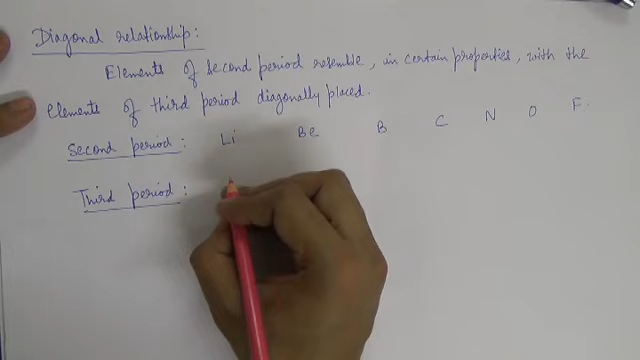 Diagonal relationship:
Elements of second period resemble, in certain properties, with the
elements of third period diagonally placed.
Second period: Li Be B C N O F.
Third period: